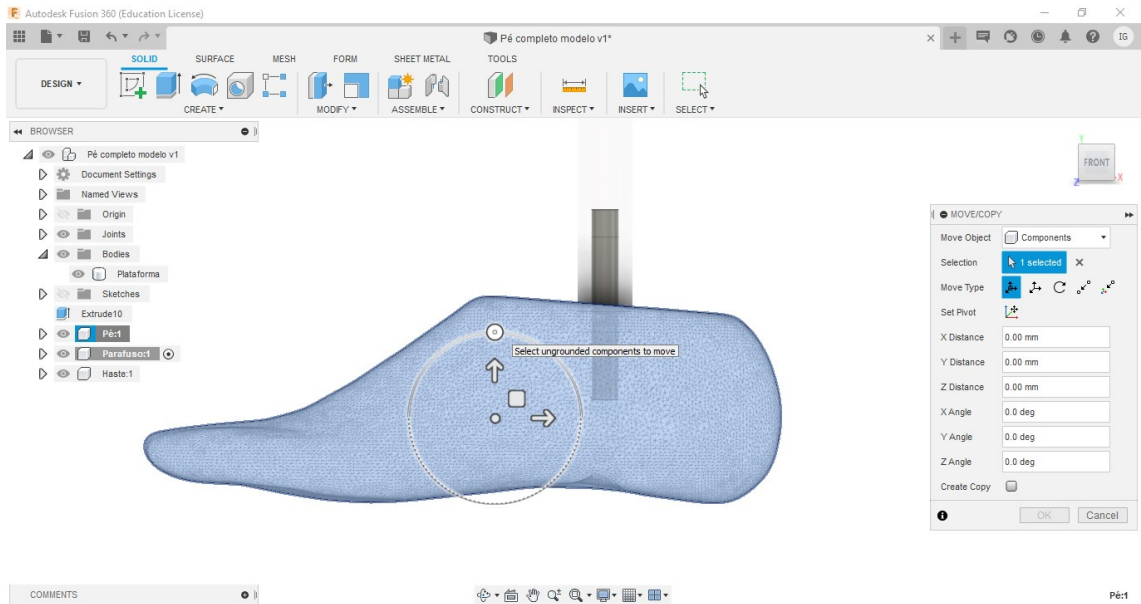 Autodesk Fusion 360 (Education License)
Pé completo modelo v1*
IG
SOLID SURFACE MESH FORM SHEET METAL TOOLS
DESIGN
CREATE MODIFY ASSEMBLE CONSTRUCT INSPECT INSERT SELECT
BROWSER
Pé completo modelo v1
Document Settings
Named Views
Origin
Joints
Bodies
Plataforma
Sketches
Extrude10
Pé:1
Parafuso:1
Haste:1
Select ungrounded components to move
Y
FRONT
Z
X
MOVE/COPY
Move Object Components
Selection 1 selected
Move Type
Set Pivot
X Distance 0.00 mm
Y Distance 0.00 mm
Z Distance 0.00 mm
X Angle 0.0 deg
Y Angle 0.0 deg
Z Angle 0.0 deg
Create Copy
OK Cancel
COMMENTS
Pé:1